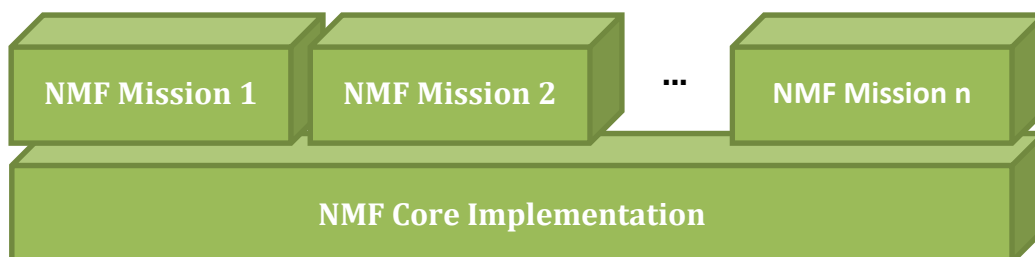 NMF Mission 1 NMF Mission 2 ... NMF Mission n
NMF Core Implementation